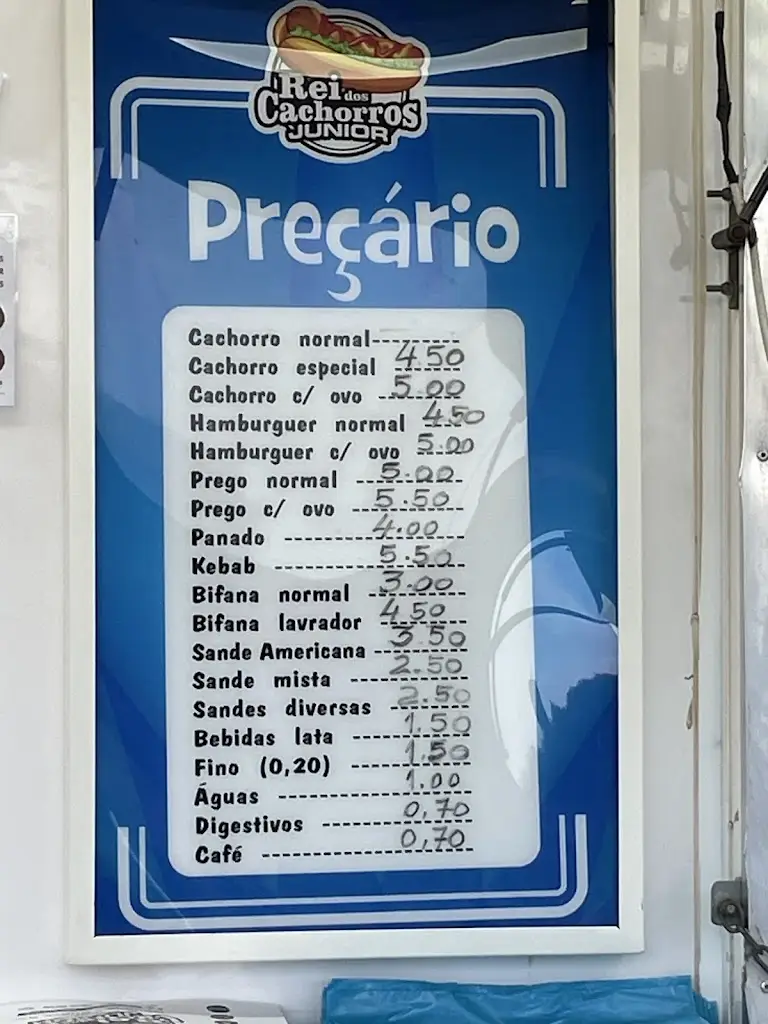 Rei dos
Cachorros
JUNIOR
Preçário
Cachorro normal---------
Cachorro especial 4.50
Cachorro c/ ovo 5.00
Hamburguer normal 4.50
Hamburguer c/ ovo 5.00
Prego normal 5.00
Prego c/ ovo 5.50
Panado 4.00
Kebab 5.50
Bifana normal 3.00
Bifana lavrador 4.50
Sande Americana 3.50
Sande mista 2.50
Sandes diversas 2.50
Bebidas lata 1.50
Fino (0,20) 1.50
Águas 1.00
Digestivos 0,70
Café 0,70